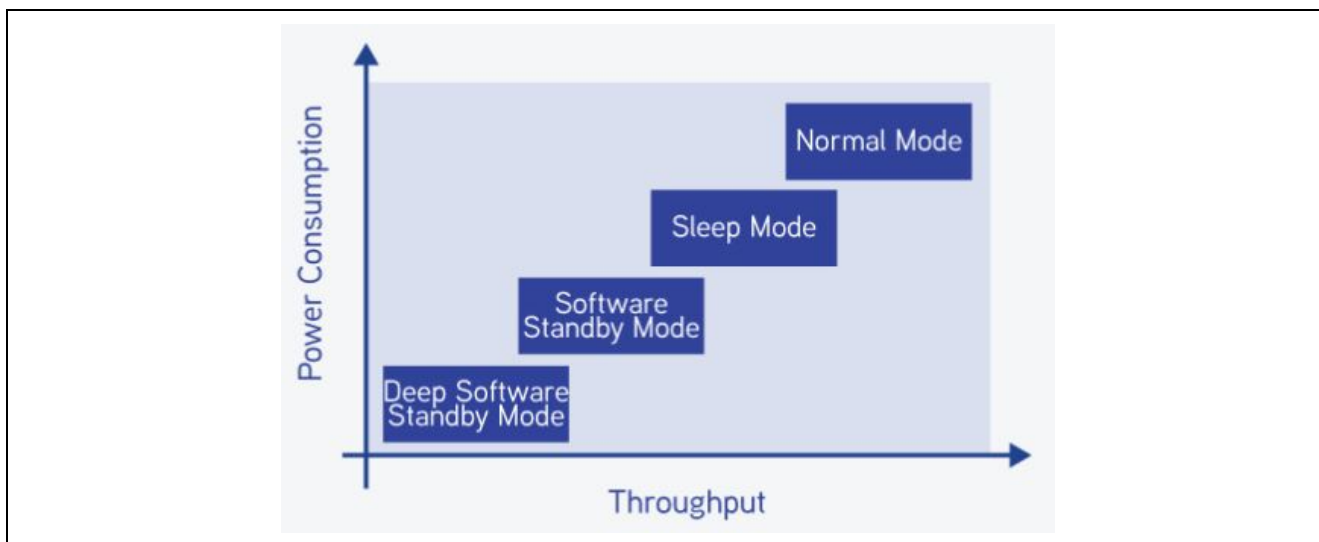 Power Consumption
Normal Mode
Sleep Mode
Software
Standby Mode
Deep Software
Standby Mode
Throughput